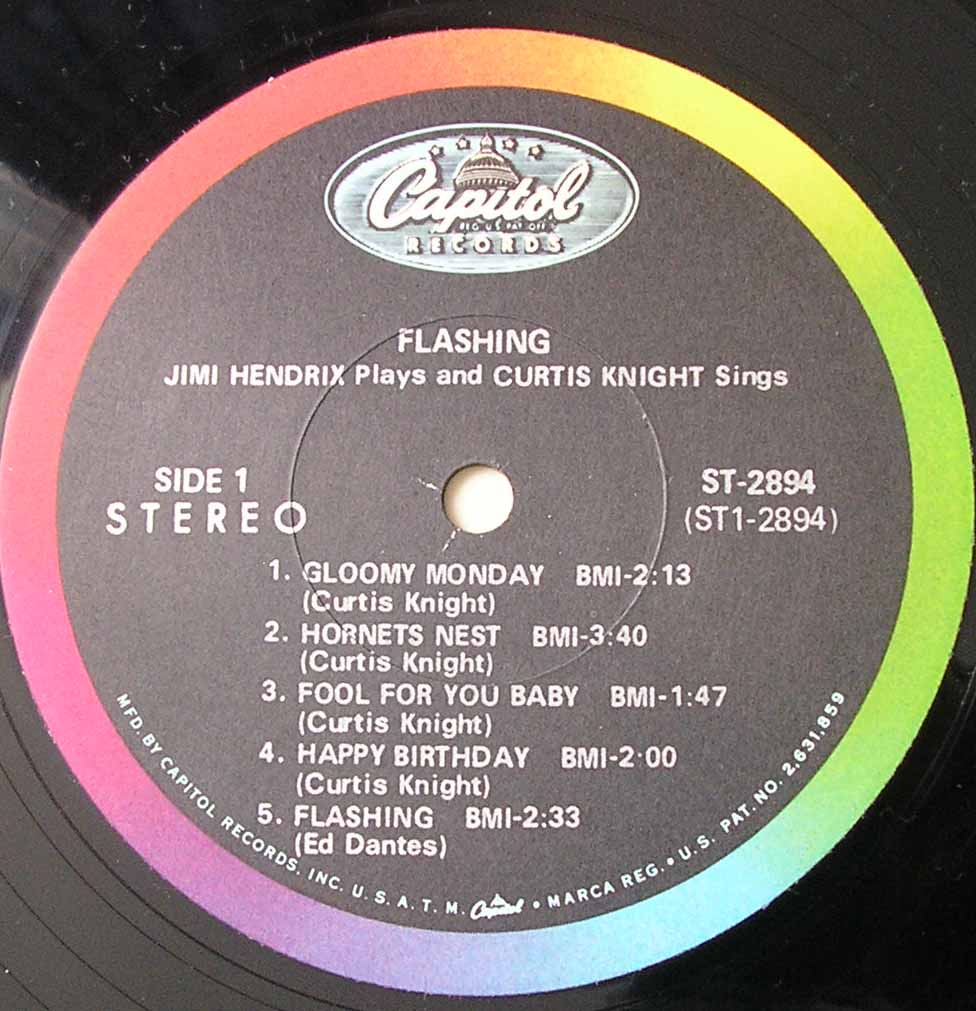 Capitol
REG. U.S. PAT. OFF.
RECORDS
FLASHING
JIMI HENDRIX Plays and CURTIS KNIGHT Sings
SIDE 1
STEREO
ST-2894
(ST1-2894)
1. GLOOMY MONDAY BMI-2:13
(Curtis Knight)
2. HORNETS NEST BMI-3:40
(Curtis Knight)
3. FOOL FOR YOU BABY BMI-1:47
(Curtis Knight)
4. HAPPY BIRTHDAY BMI-2:00
(Curtis Knight)
5. FLASHING BMI-2:33
(Ed Dantes)
MFD. BY CAPITOL RECORDS, INC. U. S. A. T. M. Capitol • MARCA REG. • U. S. PAT. NO. 2,631,859